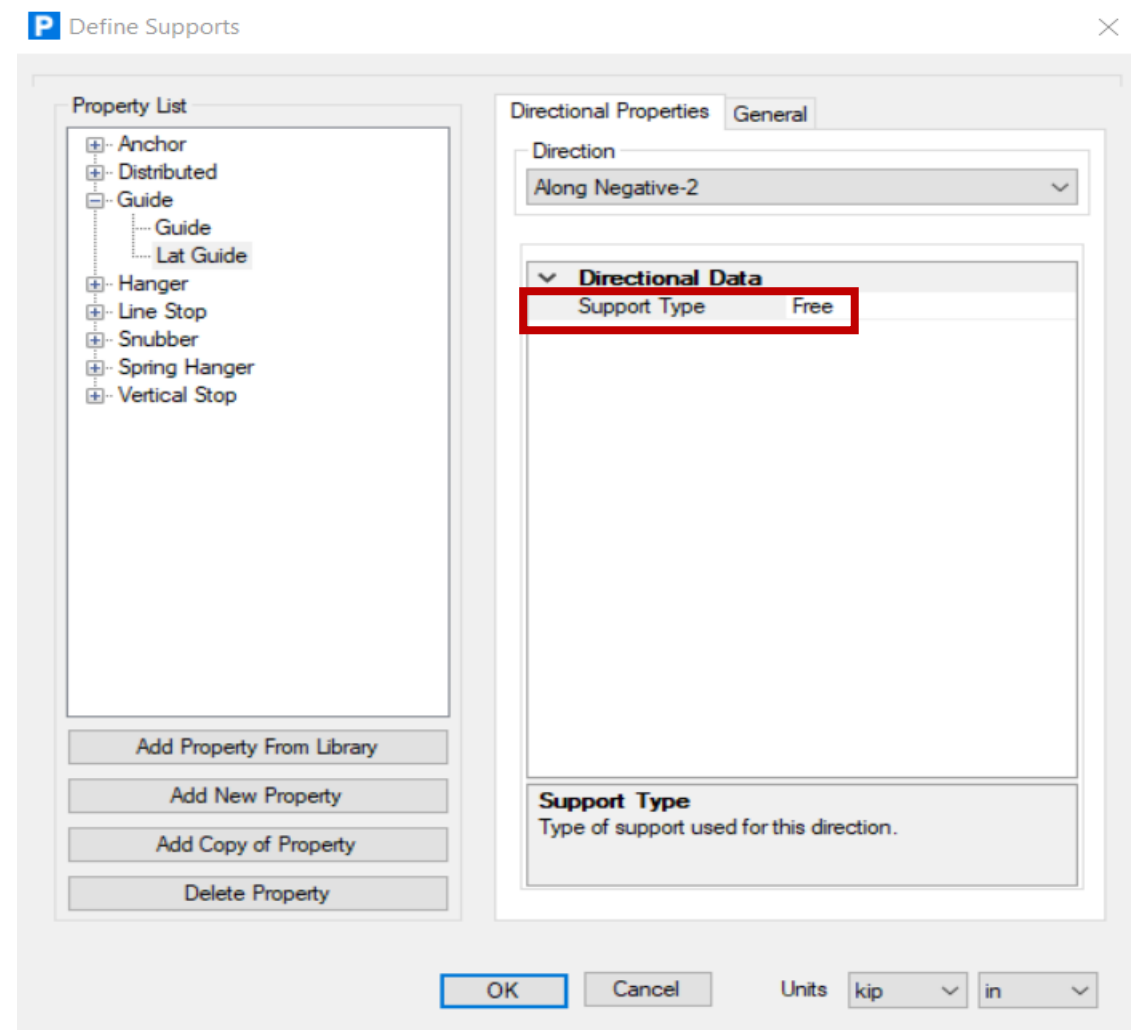 P Define Supports
Property List
Anchor
Distributed
Guide
Guide
Lat Guide
Hanger
Line Stop
Snubber
Spring Hanger
Vertical Stop
Add Property From Library
Add New Property
Add Copy of Property
Delete Property
Directional Properties General
Direction
Along Negative-2
Directional Data
Support Type Free
Support Type
Type of support used for this direction.
OK Cancel Units kip in